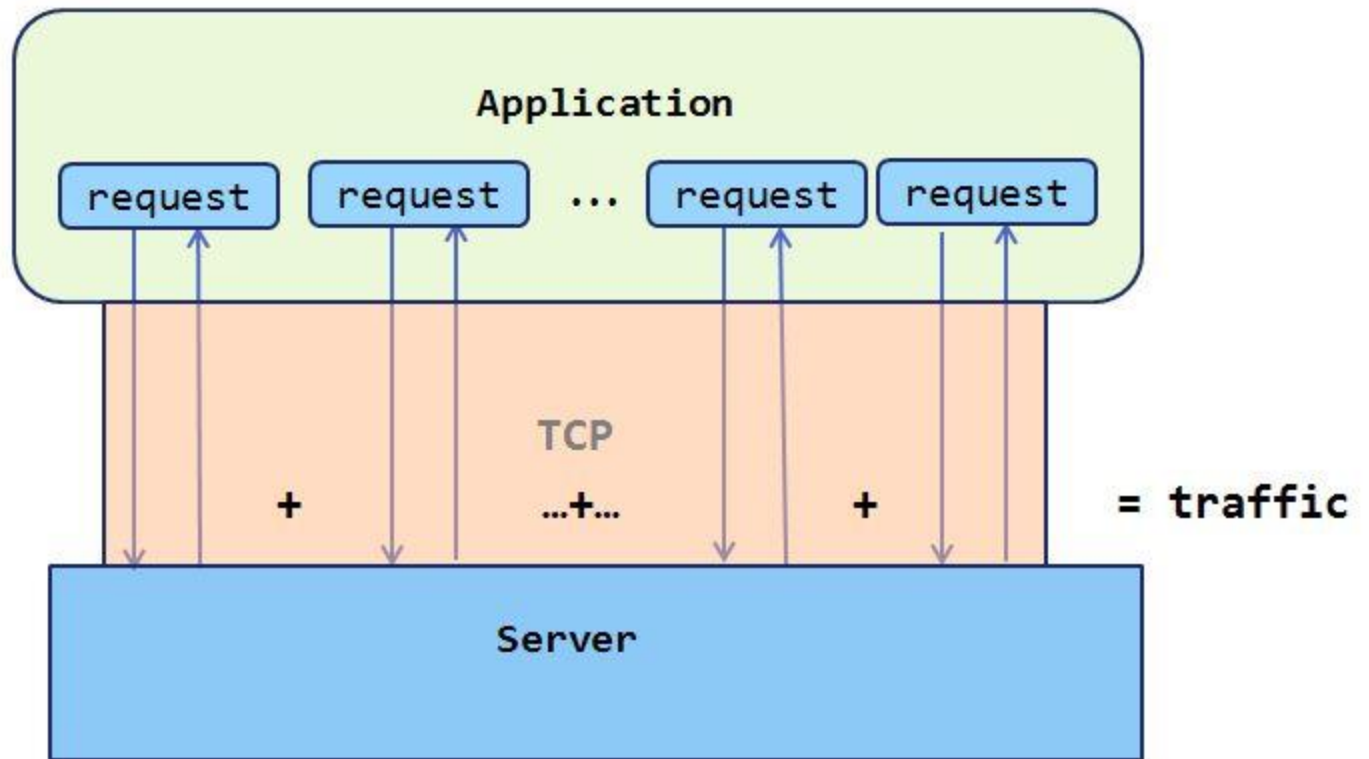 Application
request request ... request request
TCP
+ …+… + = traffic
Server